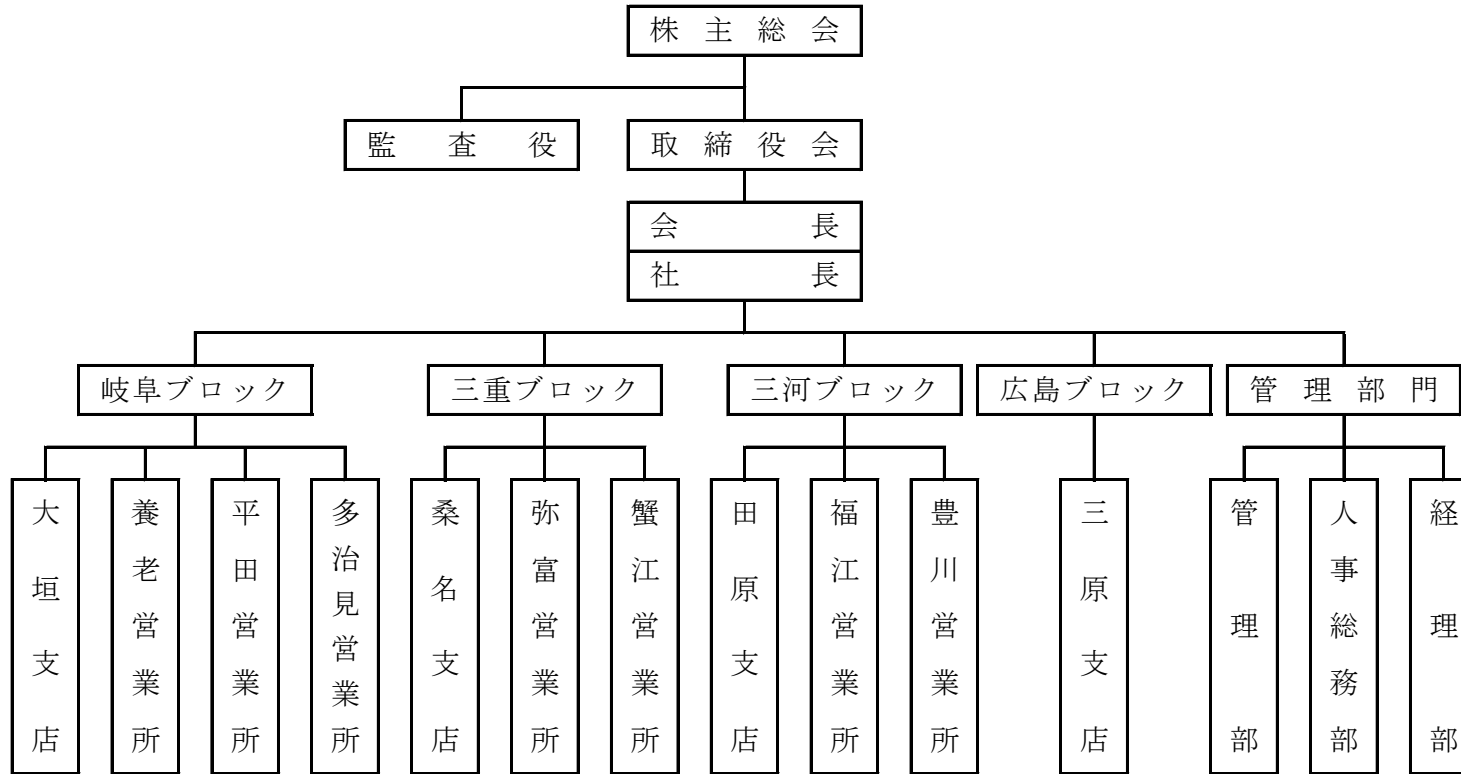 株主総会
監査役
取締役会
会長
社長
岐阜ブロック
三重ブロック
三河ブロック
広島ブロック
管理部門
大垣支店
養老営業所
平田営業所
多治見営業所
桑名支店
弥富営業所
蟹江営業所
田原支店
福江営業所
豊川営業所
三原支店
管理部
人事総務部
経理部